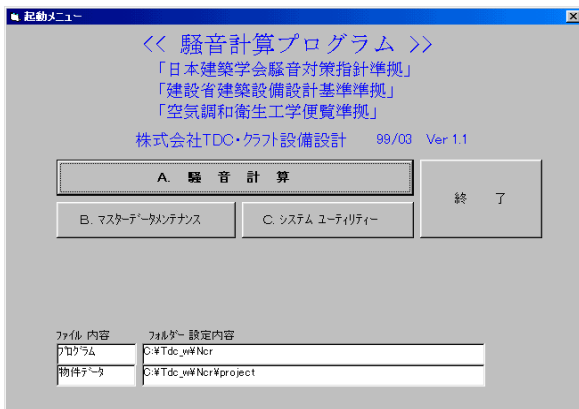 起動メニュー
<< 騒音計算プログラム >>
「日本建築学会騒音対策指針準拠」
「建設省建築設備設計基準準拠」
「空気調和衛生工学便覧準拠」
株式会社TDC・クラフト設備設計 99/03 Ver 1.1
A. 騒 音 計 算
終 了
B. マスターデータメンテナンス
C. システム ユーティリティー
ファイル 内容 フォルダー 設定内容
プログラム C:¥Tdc_w¥Ncr
物件データ C:¥Tdc_w¥Ncr¥project